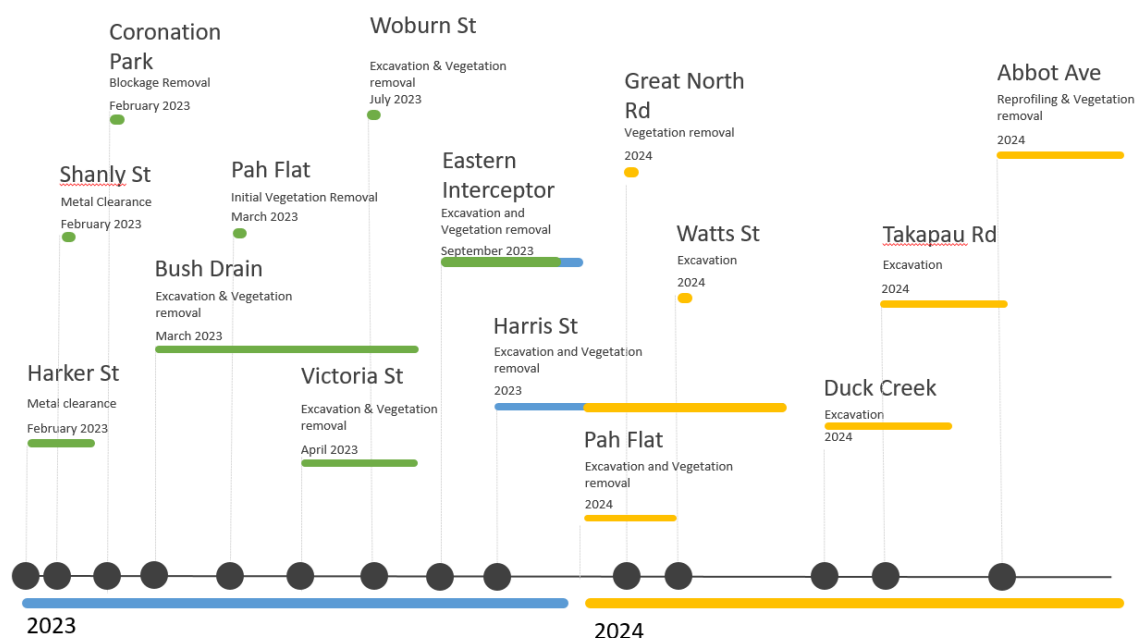 Coronation
Park
Blockage Removal
February 2023
Woburn St
Excavation & Vegetation
removal
July 2023
Great North
Rd
Vegetation removal
2024
Abbot Ave
Reprofiling & Vegetation
removal
2024
Shanly St
Metal Clearance
February 2023
Pah Flat
Initial Vegetation Removal
March 2023
Eastern
Interceptor
Excavation and
Vegetation removal
September 2023
Watts St
Excavation
2024
Takapau Rd
Excavation
2024
Bush Drain
Excavation & Vegetation
removal
March 2023
Harris St
Excavation and Vegetation
removal
2023
Harker St
Metal clearance
February 2023
Victoria St
Excavation & Vegetation
removal
April 2023
Duck Creek
Excavation
2024
Pah Flat
Excavation and Vegetation
removal
2024
2023
2024